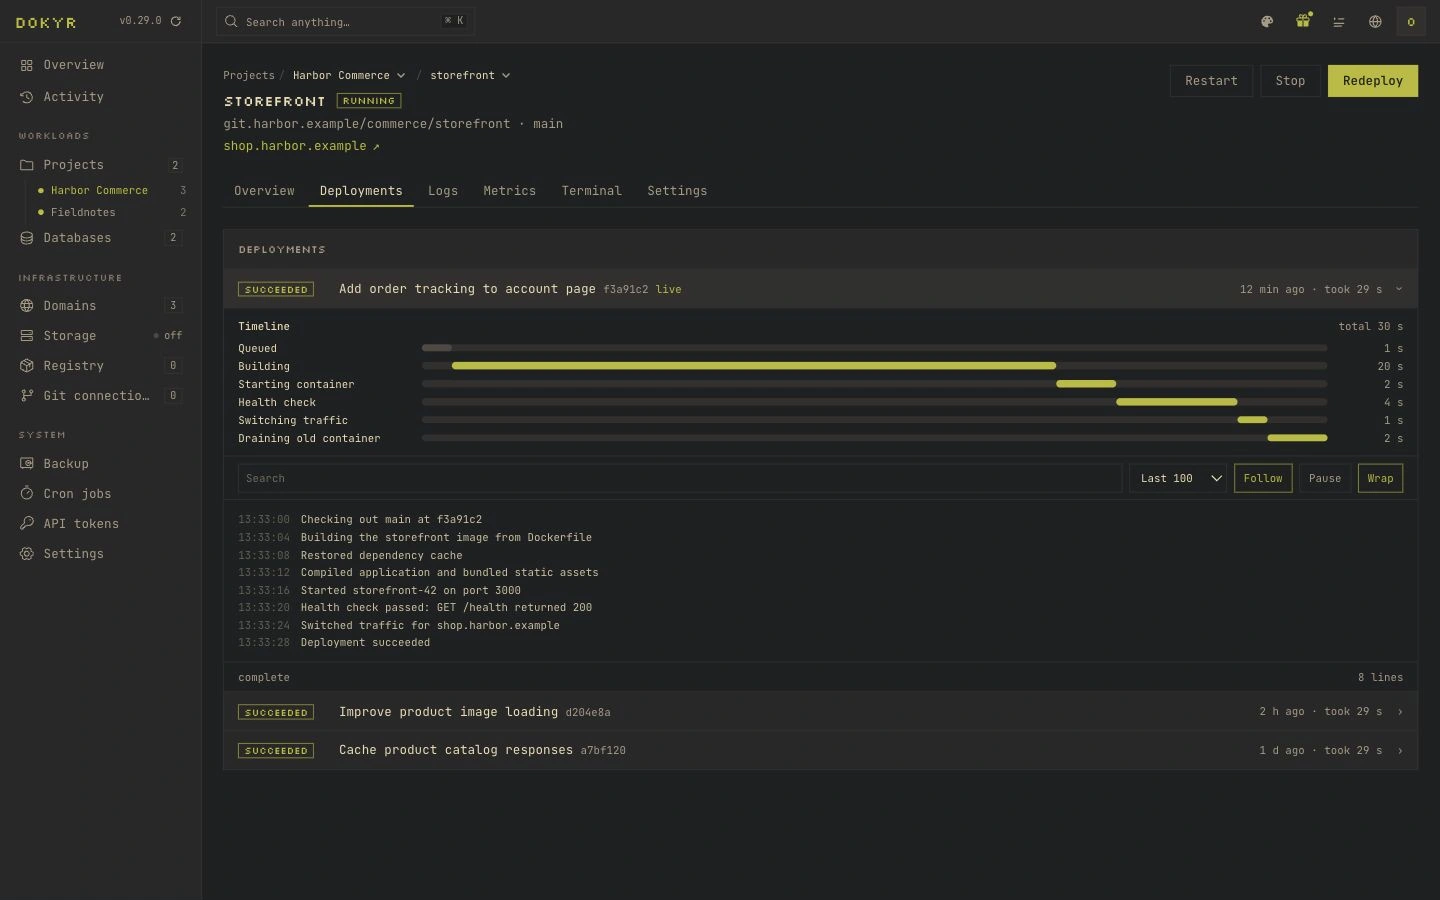 DOKYR v0.29.0
Search anything… ⌘ K
O
Overview
Activity
WORKLOADS
Projects 2
Harbor Commerce 3
Fieldnotes 2
Databases 2
INFRASTRUCTURE
Domains 3
Storage off
Registry 0
Git connectio… 0
SYSTEM
Backup
Cron jobs
API tokens
Settings
Projects / Harbor Commerce / storefront
STOREFRONT RUNNING
git.harbor.example/commerce/storefront · main
shop.harbor.example ↗
Restart Stop Redeploy
Overview Deployments Logs Metrics Terminal Settings
DEPLOYMENTS
SUCCEEDED Add order tracking to account page f3a91c2 live 12 min ago · took 29 s
Timeline total 30 s
Queued 1 s
Building 20 s
Starting container 2 s
Health check 4 s
Switching traffic 1 s
Draining old container 2 s
Search Last 100 Follow Pause Wrap
13:33:00 Checking out main at f3a91c2
13:33:04 Building the storefront image from Dockerfile
13:33:08 Restored dependency cache
13:33:12 Compiled application and bundled static assets
13:33:16 Started storefront-42 on port 3000
13:33:20 Health check passed: GET /health returned 200
13:33:24 Switched traffic for shop.harbor.example
13:33:28 Deployment succeeded
complete 8 lines
SUCCEEDED Improve product image loading d204e8a 2 h ago · took 29 s ›
SUCCEEDED Cache product catalog responses a7bf120 1 d ago · took 29 s ›